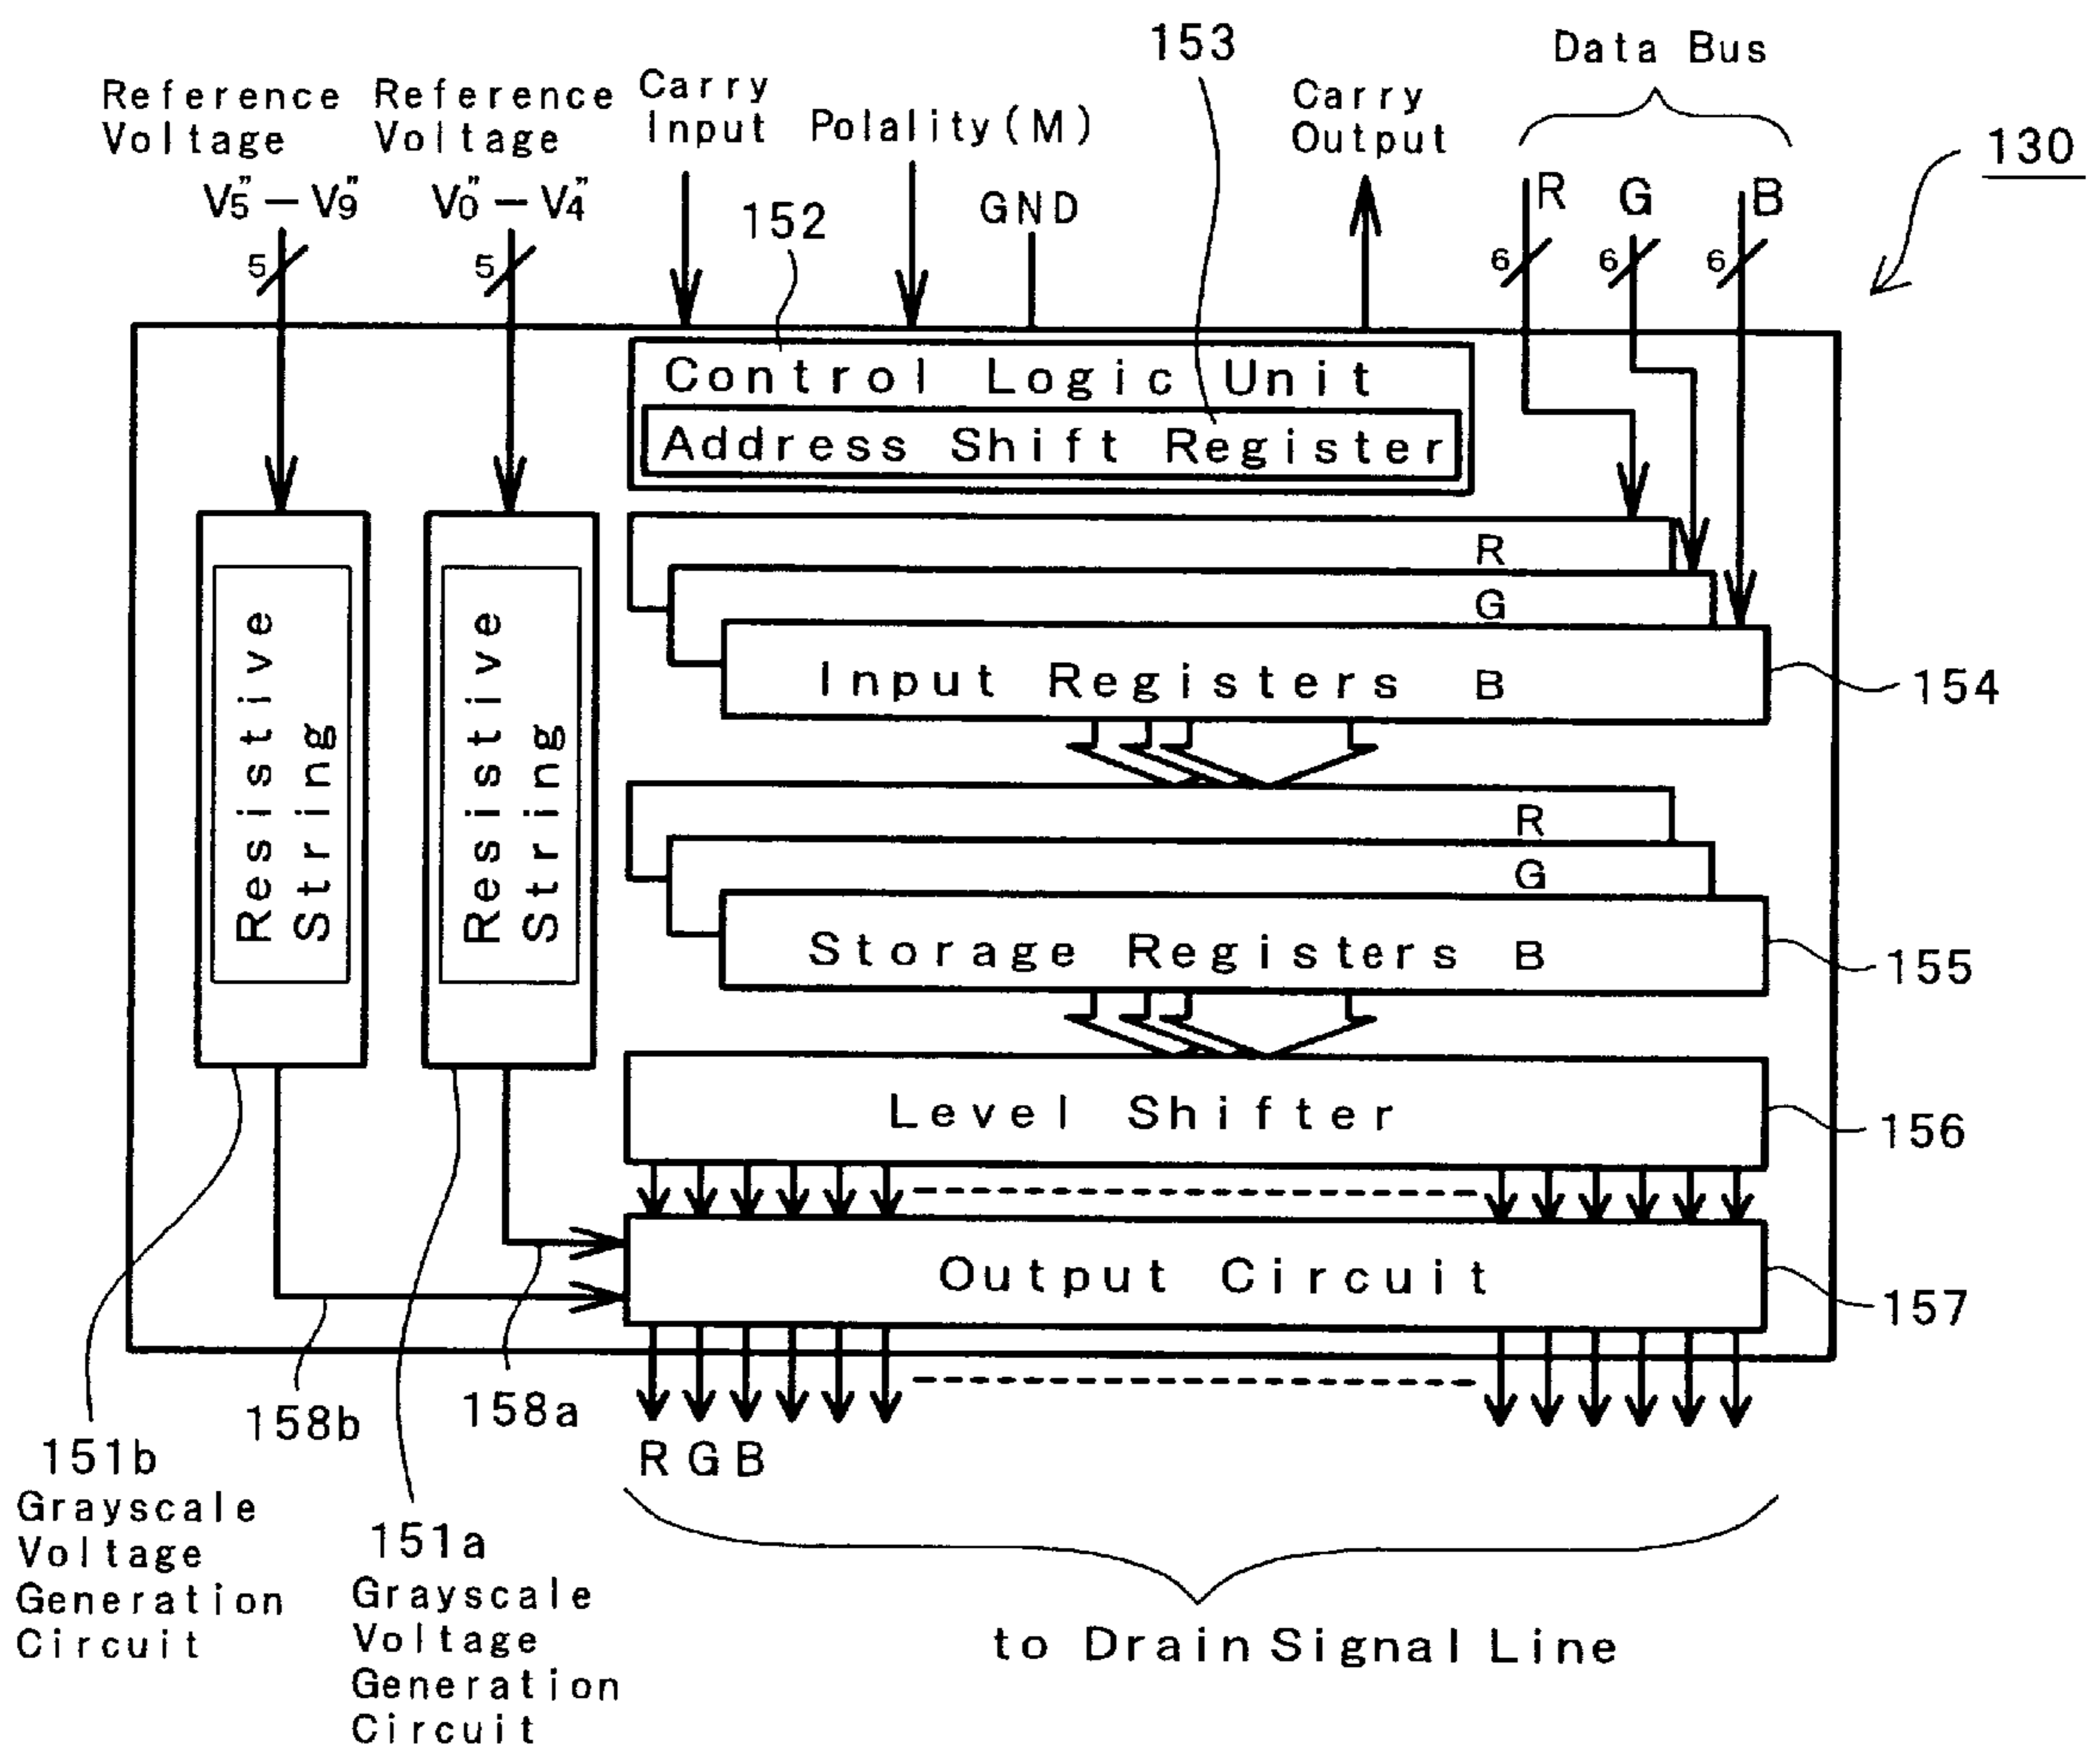 153
Data Bus
Reference
Voltage
V5" − V9"
Reference
Voltage
V0" − V4"
Carry
Input
Polality(M)
GND
Carry
Output
130
R
G
B
152
5
5
6
6
6
Control Logic Unit
Address Shift Register
R
G
Input Registers B
154
Resistive
String
Resistive
String
R
G
Storage Registers B
155
Level Shifter
156
Output Circuit
157
158b
158a
R G B
151b
Grayscale
Voltage
Generation
Circuit
151a
Grayscale
Voltage
Generation
Circuit
to Drain Signal Line